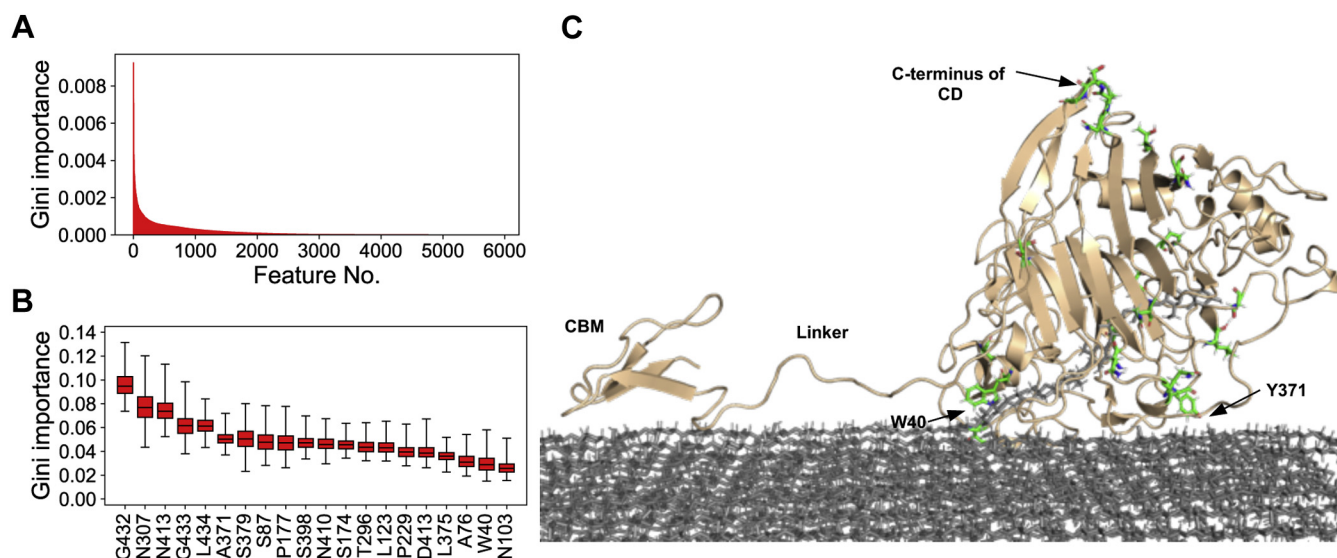 A
Gini importance
0.008
0.006
0.004
0.002
0.000
0 1000 2000 3000 4000 5000 6000
Feature No.
B
Gini importance
0.14
0.12
0.10
0.08
0.06
0.04
0.02
0.00
G432 N307 N413 G433 L434 A371 S379 S87 P177 S398 N410 S174 T296 L123 P229 D413 L375 A76 W40 N103
C
C-terminus of
CD
CBM
Linker
W40
Y371